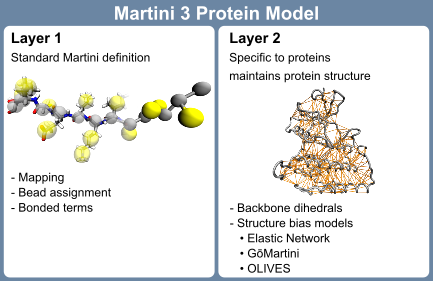 Martini 3 Protein Model
Layer 1
Standard Martini definition
- Mapping
- Bead assignment
- Bonded terms
Layer 2
Specific to proteins
maintains protein structure
- Backbone dihedrals
- Structure bias models
• Elastic Network
• GōMartini
• OLIVES